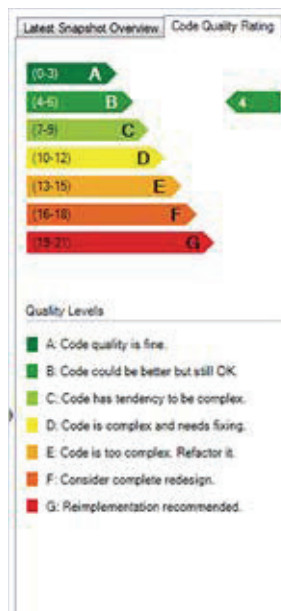 Latest Snapshot Overview Code Quality Rating
(0-3) A
(4-6) B 4
(7-9) C
(10-12) D
(13-15) E
(16-18) F
(19-21) G
Quality Levels
A: Code quality is fine.
B: Code could be better but still OK.
C: Code has tendency to be complex.
D: Code is complex and needs fixing.
E: Code is too complex. Refactor it.
F: Consider complete redesign.
G: Reimplementation recommended.